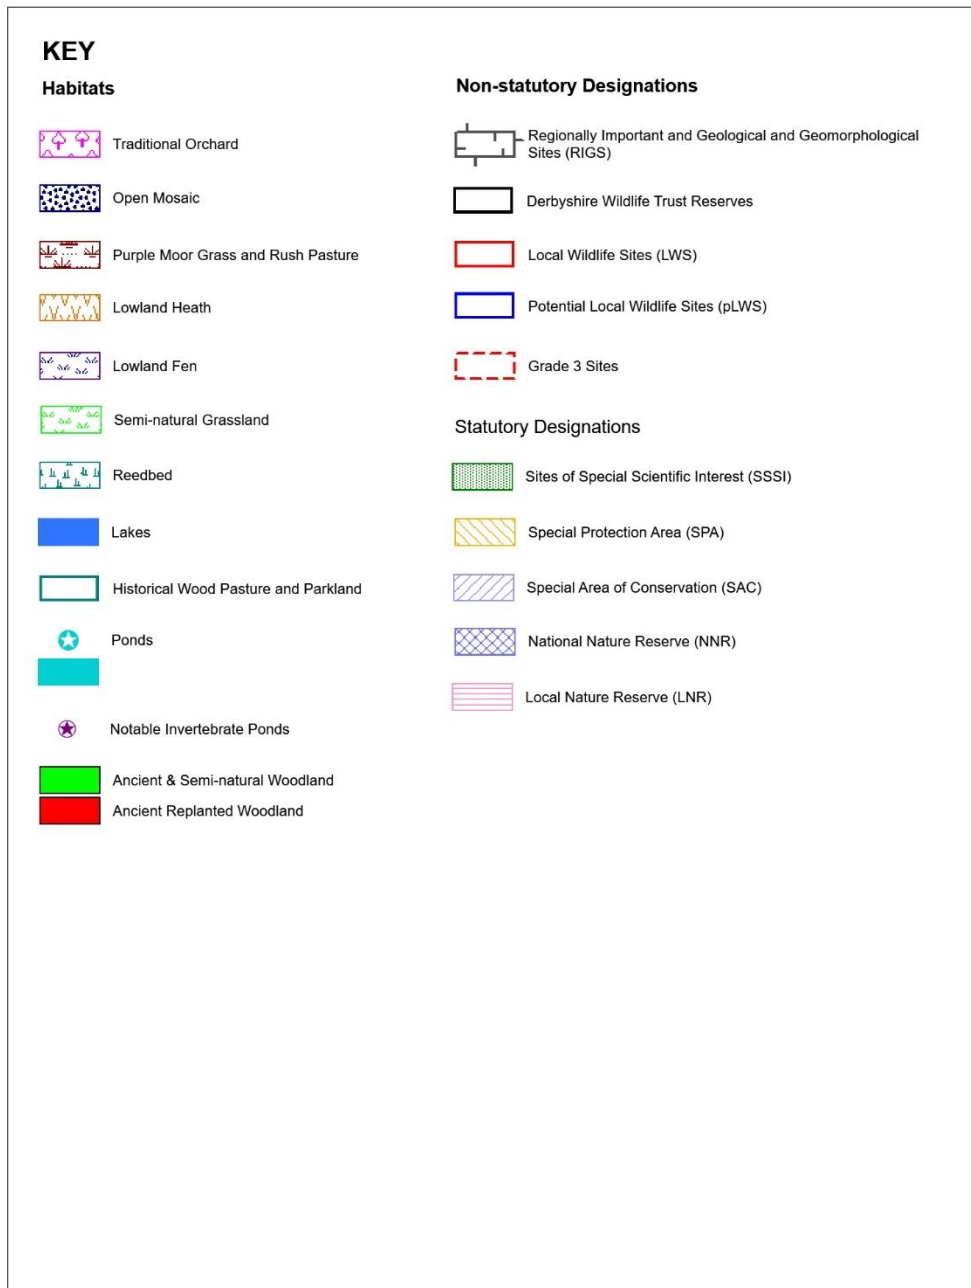 KEY
Habitats
Traditional Orchard
Open Mosaic
Purple Moor Grass and Rush Pasture
Lowland Heath
Lowland Fen
Semi-natural Grassland
Reedbed
Lakes
Historical Wood Pasture and Parkland
Ponds
Notable Invertebrate Ponds
Ancient & Semi-natural Woodland
Ancient Replanted Woodland
Non-statutory Designations
Regionally Important and Geological and Geomorphological
Sites (RIGS)
Derbyshire Wildlife Trust Reserves
Local Wildlife Sites (LWS)
Potential Local Wildlife Sites (pLWS)
Grade 3 Sites
Statutory Designations
Sites of Special Scientific Interest (SSSI)
Special Protection Area (SPA)
Special Area of Conservation (SAC)
National Nature Reserve (NNR)
Local Nature Reserve (LNR)